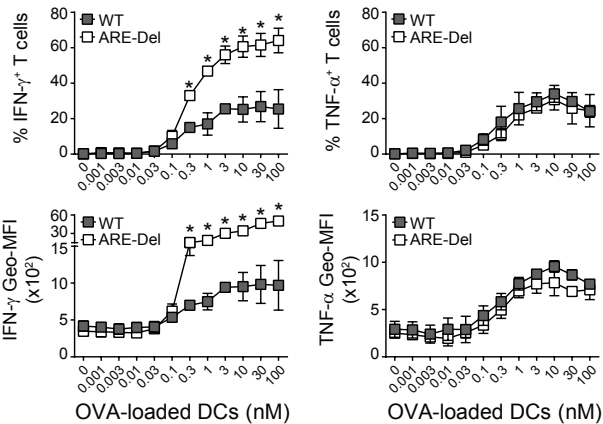 WT
ARE-Del
% IFN-γ⁺ T cells
80
60
40
20
0
* * * * * *
0 0.001 0.003 0.01 0.03 0.1 0.3 1 3 10 30 100
WT
ARE-Del
% TNF-α⁺ T cells
80
60
40
20
0
0 0.001 0.003 0.01 0.03 0.1 0.3 1 3 10 30 100
WT
ARE-Del
IFN-γ Geo-MFI
(x10²)
60
30
15
10
5
0
* * * * * *
0 0.001 0.003 0.01 0.03 0.1 0.3 1 3 10 30 100
OVA-loaded DCs (nM)
WT
ARE-Del
TNF-α Geo-MFI
(x10²)
15
10
5
0
0 0.001 0.003 0.01 0.03 0.1 0.3 1 3 10 30 100
OVA-loaded DCs (nM)